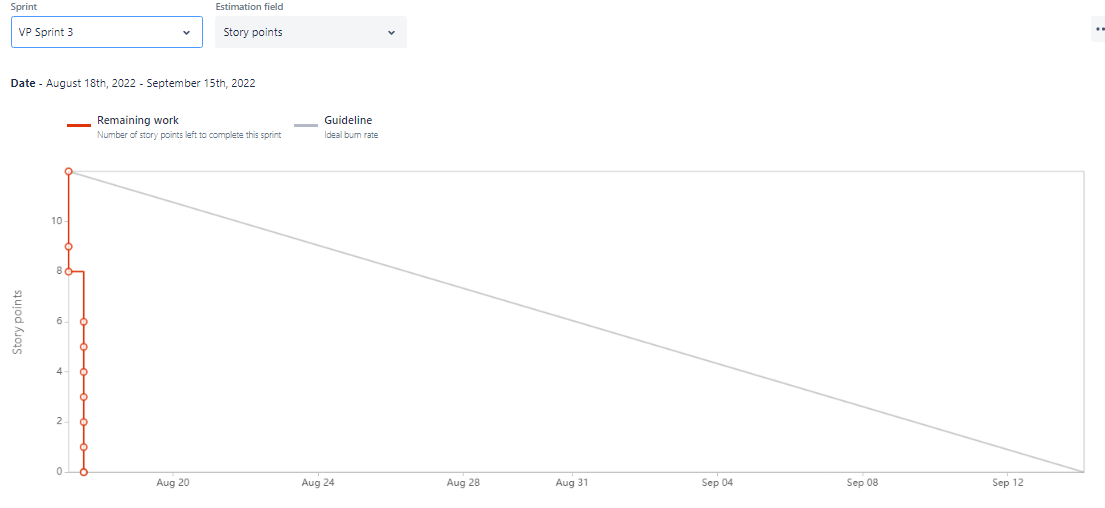 Sprint
Estimation field
VP Sprint 3
Story points
Date - August 18th, 2022 - September 15th, 2022
Remaining work
Number of story points left to complete this sprint
Guideline
Ideal burn rate
Story points
10
8
6
4
2
0
Aug 20
Aug 24
Aug 28
Aug 31
Sep 04
Sep 08
Sep 12